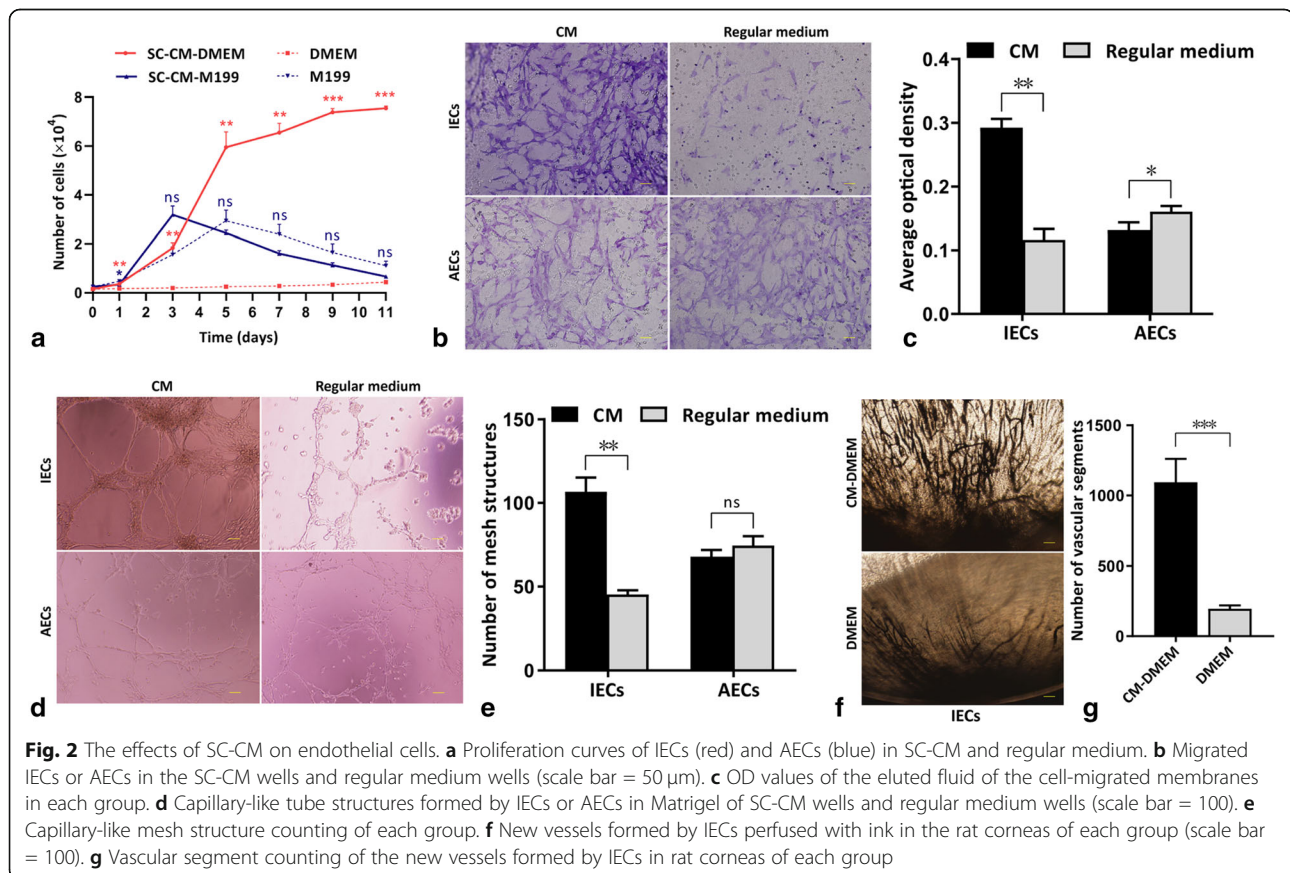 SC-CM-DMEM DMEM
SC-CM-M199 M199
Number of cells (×10⁴)
8
6
4
2
0
** * ** ns ** ns ** ns *** ns *** ns
0 1 2 3 4 5 6 7 8 9 10 11
Time (days)
a
CM Regular medium
IECs
AECs
b
CM
Regular medium
Average optical density
0.4
0.3
0.2
0.1
0.0
** *
IECs AECs
c
CM Regular medium
IECs
AECs
d
CM Regular medium
Number of mesh structures
150
100
50
0
** ns
IECs AECs
e
CM-DMEM
DMEM
IECs
f
Number of vascular segments
1500
1000
500
0
***
CM-DMEM DMEM
g
Fig. 2 The effects of SC-CM on endothelial cells. a Proliferation curves of IECs (red) and AECs (blue) in SC-CM and regular medium. b Migrated
IECs or AECs in the SC-CM wells and regular medium wells (scale bar = 50 μm). c OD values of the eluted fluid of the cell-migrated membranes
in each group. d Capillary-like tube structures formed by IECs or AECs in Matrigel of SC-CM wells and regular medium wells (scale bar = 100). e
Capillary-like mesh structure counting of each group. f New vessels formed by IECs perfused with ink in the rat corneas of each group (scale bar
= 100). g Vascular segment counting of the new vessels formed by IECs in rat corneas of each group